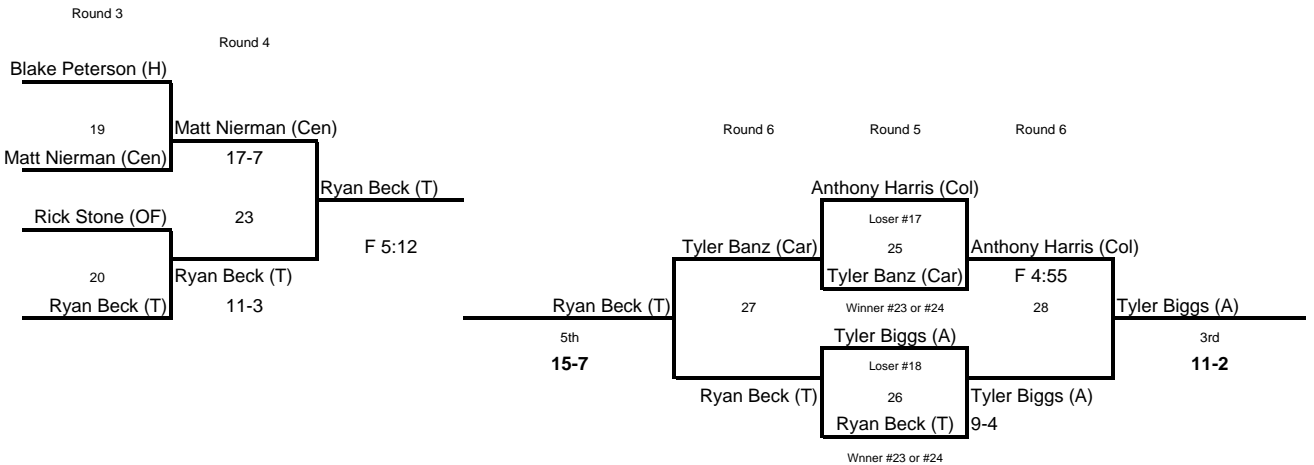 Round 3
Round 4
Blake Peterson (H)
19
Matt Nierman (Cen)
Matt Nierman (Cen)
17-7
Ryan Beck (T)
Rick Stone (OF)
23
F 5:12
20
Ryan Beck (T)
Ryan Beck (T)
11-3
Round 6
Round 5
Round 6
Anthony Harris (Col)
Loser #17
Tyler Banz (Car)
25
Anthony Harris (Col)
Tyler Banz (Car)
F 4:55
Ryan Beck (T)
27
Winner #23 or #24
28
Tyler Biggs (A)
5th
Tyler Biggs (A)
3rd
15-7
Loser #18
11-2
Ryan Beck (T)
26
Tyler Biggs (A)
Ryan Beck (T)
9-4
Wnner #23 or #24